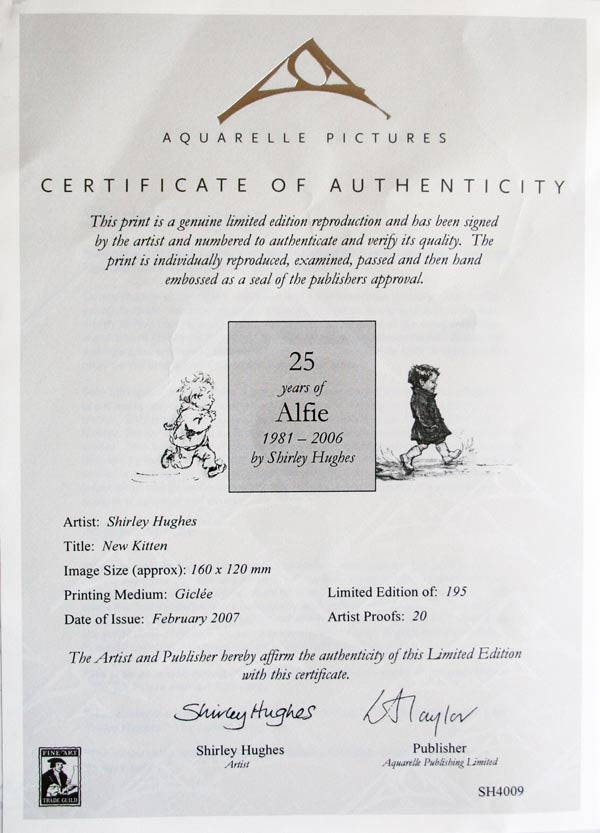 AQUARELLE PICTURES
CERTIFICATE OF AUTHENTICITY
This print is a genuine limited edition reproduction and has been signed
by the artist and numbered to authenticate and verify its quality. The
print is individually reproduced, examined, passed and then hand
embossed as a seal of the publishers approval.
25
years of
Alfie
1981 – 2006
by Shirley Hughes
Artist: Shirley Hughes
Title: New Kitten
Image Size (approx): 160 x 120 mm
Printing Medium: Giclée
Limited Edition of: 195
Date of Issue: February 2007
Artist Proofs: 20
The Artist and Publisher hereby affirm the authenticity of this Limited Edition
with this certificate.
Shirley Hughes
Shirley Hughes
Artist
Taylor
Publisher
Aquarelle Publishing Limited
FINE ART
TRADE GUILD
SH4009